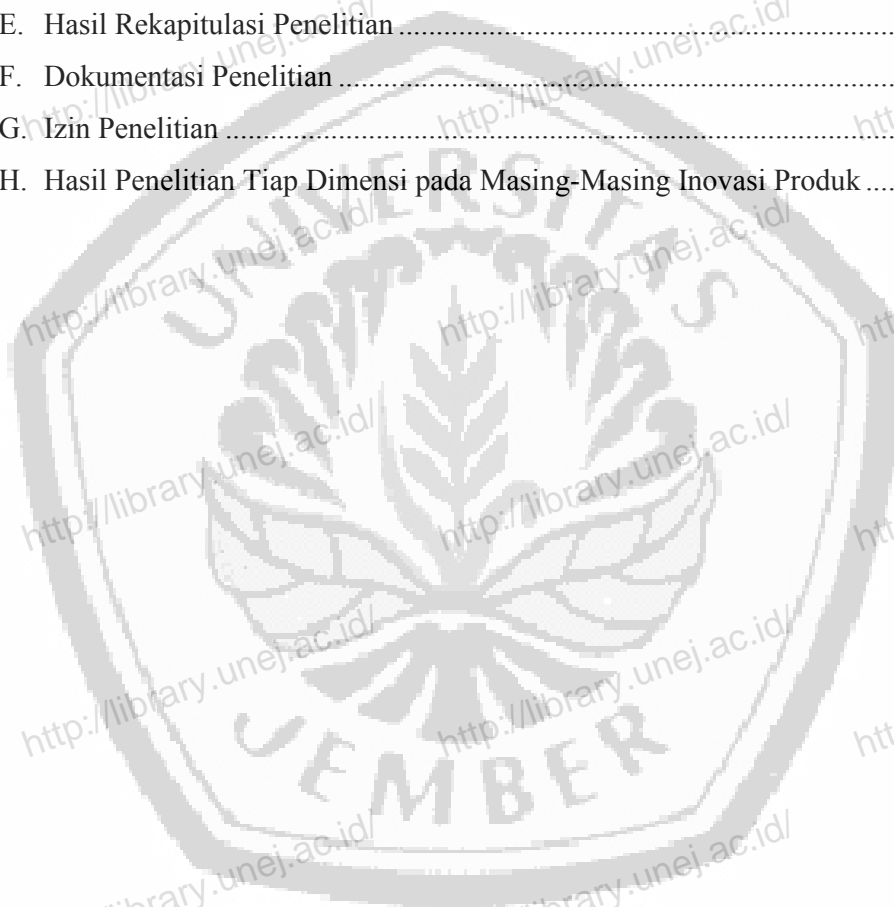 E. Hasil Rekapitulasi Penelitian ........................................................................
F. Dokumentasi Penelitian ................................................................................
G. Izin Penelitian ..................................................................................................
H. Hasil Penelitian Tiap Dimensi pada Masing-Masing Inovasi Produk ....
UNIVERSITAS
JEMBER
http://library.unej.ac.id/
http://library.unej.ac.id/
http://library.unej.ac.id/
http://library.unej.ac.id/
http://library.unej.ac.id/
http://library.unej.ac.id/
http://library.unej.ac.id/
http://library.unej.ac.id/